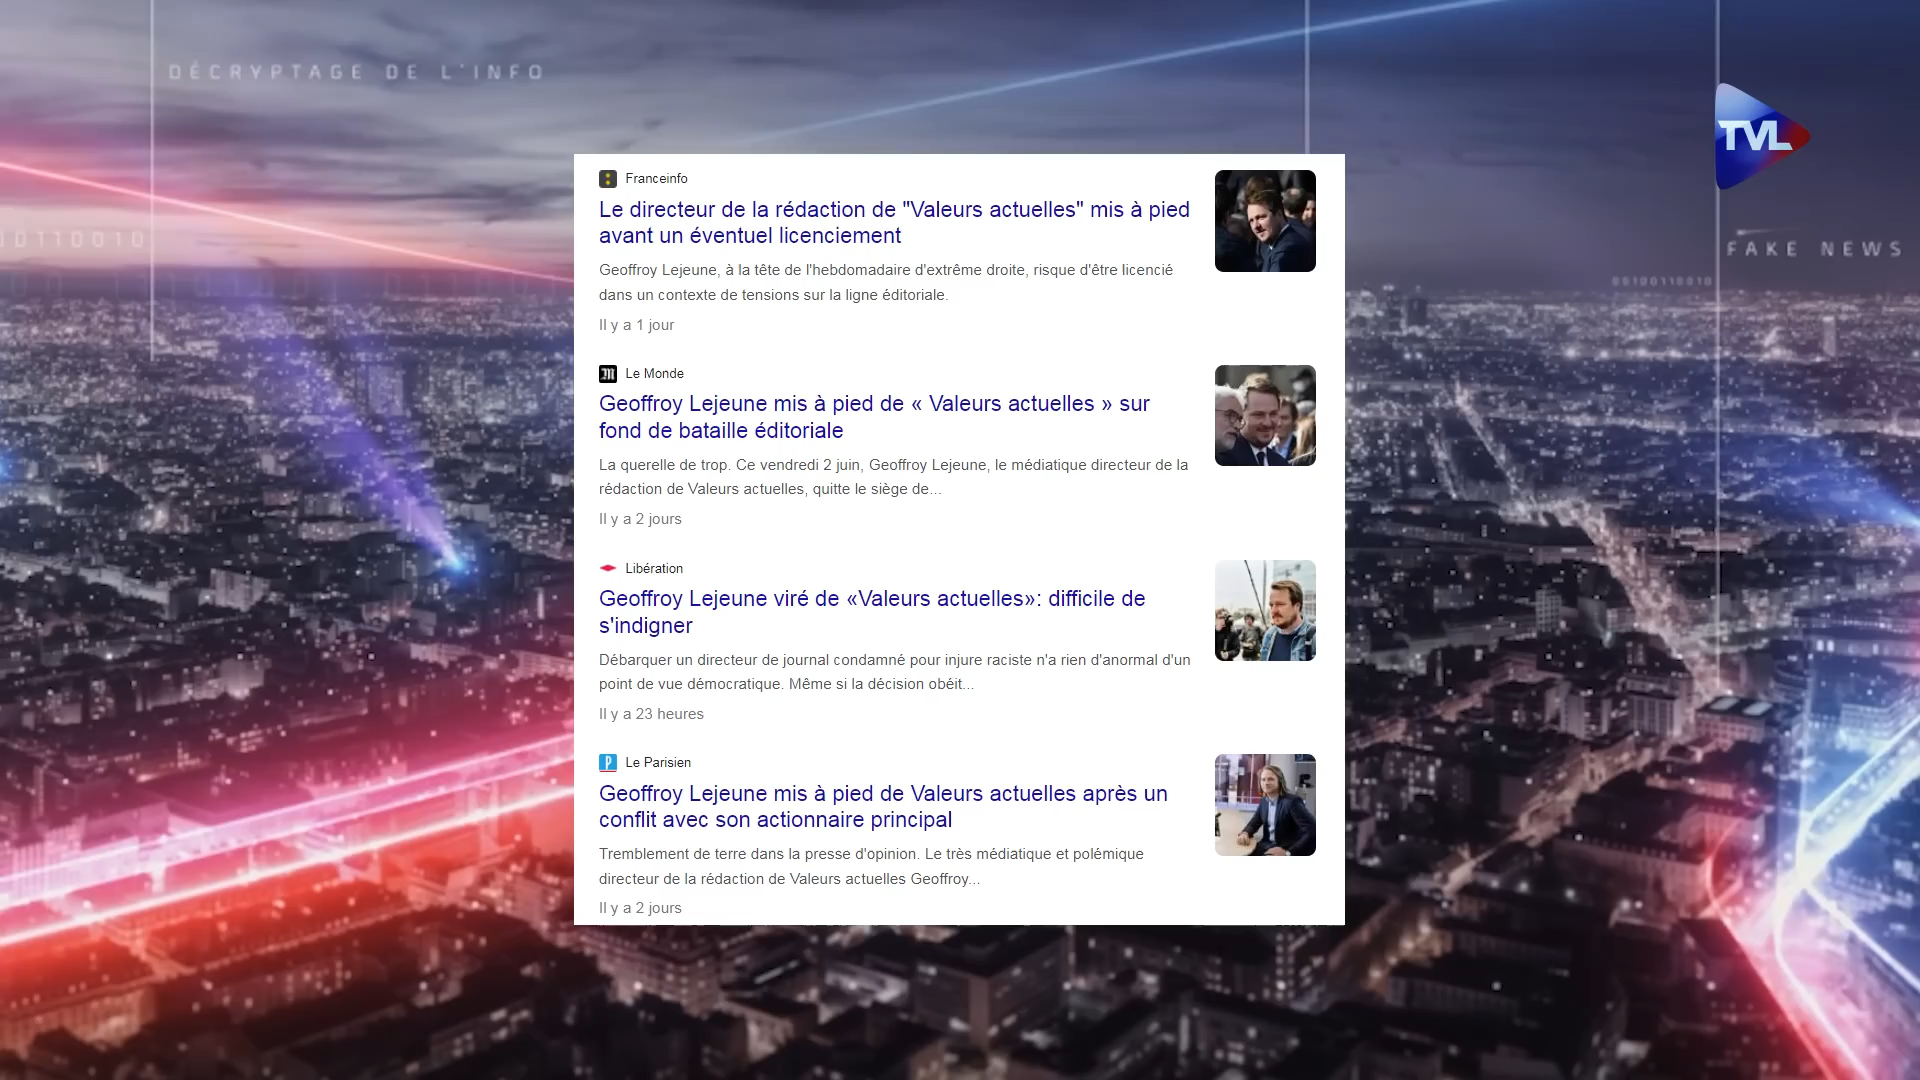 DÉCRYPTAGE DE L'INFO
TVL
00110010
FAKE NEWS
00100110010
Franceinfo
Le directeur de la rédaction de "Valeurs actuelles" mis à pied
avant un éventuel licenciement
Geoffroy Lejeune, à la tête de l'hebdomadaire d'extrême droite, risque d'être licencié
dans un contexte de tensions sur la ligne éditoriale.
Il y a 1 jour
Le Monde
Geoffroy Lejeune mis à pied de « Valeurs actuelles » sur
fond de bataille éditoriale
La querelle de trop. Ce vendredi 2 juin, Geoffroy Lejeune, le médiatique directeur de la
rédaction de Valeurs actuelles, quitte le siège de...
Il y a 2 jours
Libération
Geoffroy Lejeune viré de «Valeurs actuelles»: difficile de
s'indigner
Débarquer un directeur de journal condamné pour injure raciste n'a rien d'anormal d'un
point de vue démocratique. Même si la décision obéit...
Il y a 23 heures
Le Parisien
Geoffroy Lejeune mis à pied de Valeurs actuelles après un
conflit avec son actionnaire principal
Tremblement de terre dans la presse d'opinion. Le très médiatique et polémique
directeur de la rédaction de Valeurs actuelles Geoffroy...
Il y a 2 jours